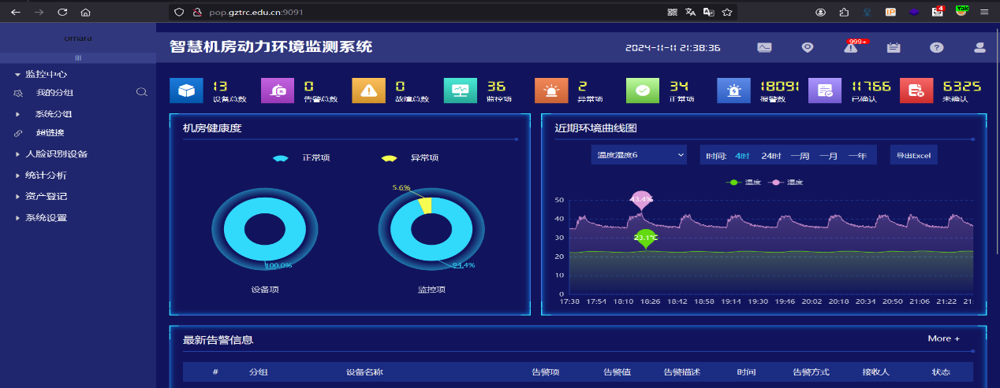 pop.gztrc.edu.cn:9091
omara
监控中心
我的分组
系统分组
超链接
人脸识别设备
统计分析
资产登记
系统设置
智慧机房动力环境监测系统
2024-11-11 21:38:36
999+
13 设备总数
0 告警总数
0 故障总数
36 监控项
2 异常项
34 正常项
18091 报警数
11766 已确认
6325 未确认
机房健康度
正常项 异常项
100.0%
设备项
5.6%
94.4%
监控项
近期环境曲线图
温度湿度6
时间: 4时 24时 一周 一月 一年
导出Excel
温度 湿度
43.4%
23.1℃
50
40
30
20
10
0
17:38 17:54 18:10 18:26 18:42 18:58 19:14 19:30 19:46 20:02 20:18 20:34 20:50 21:06 21:22 21:
最新告警信息
More +
# 分组 设备名称 告警项 告警值 告警描述 时间 告警方式 接收人 状态
IP
4
Yak